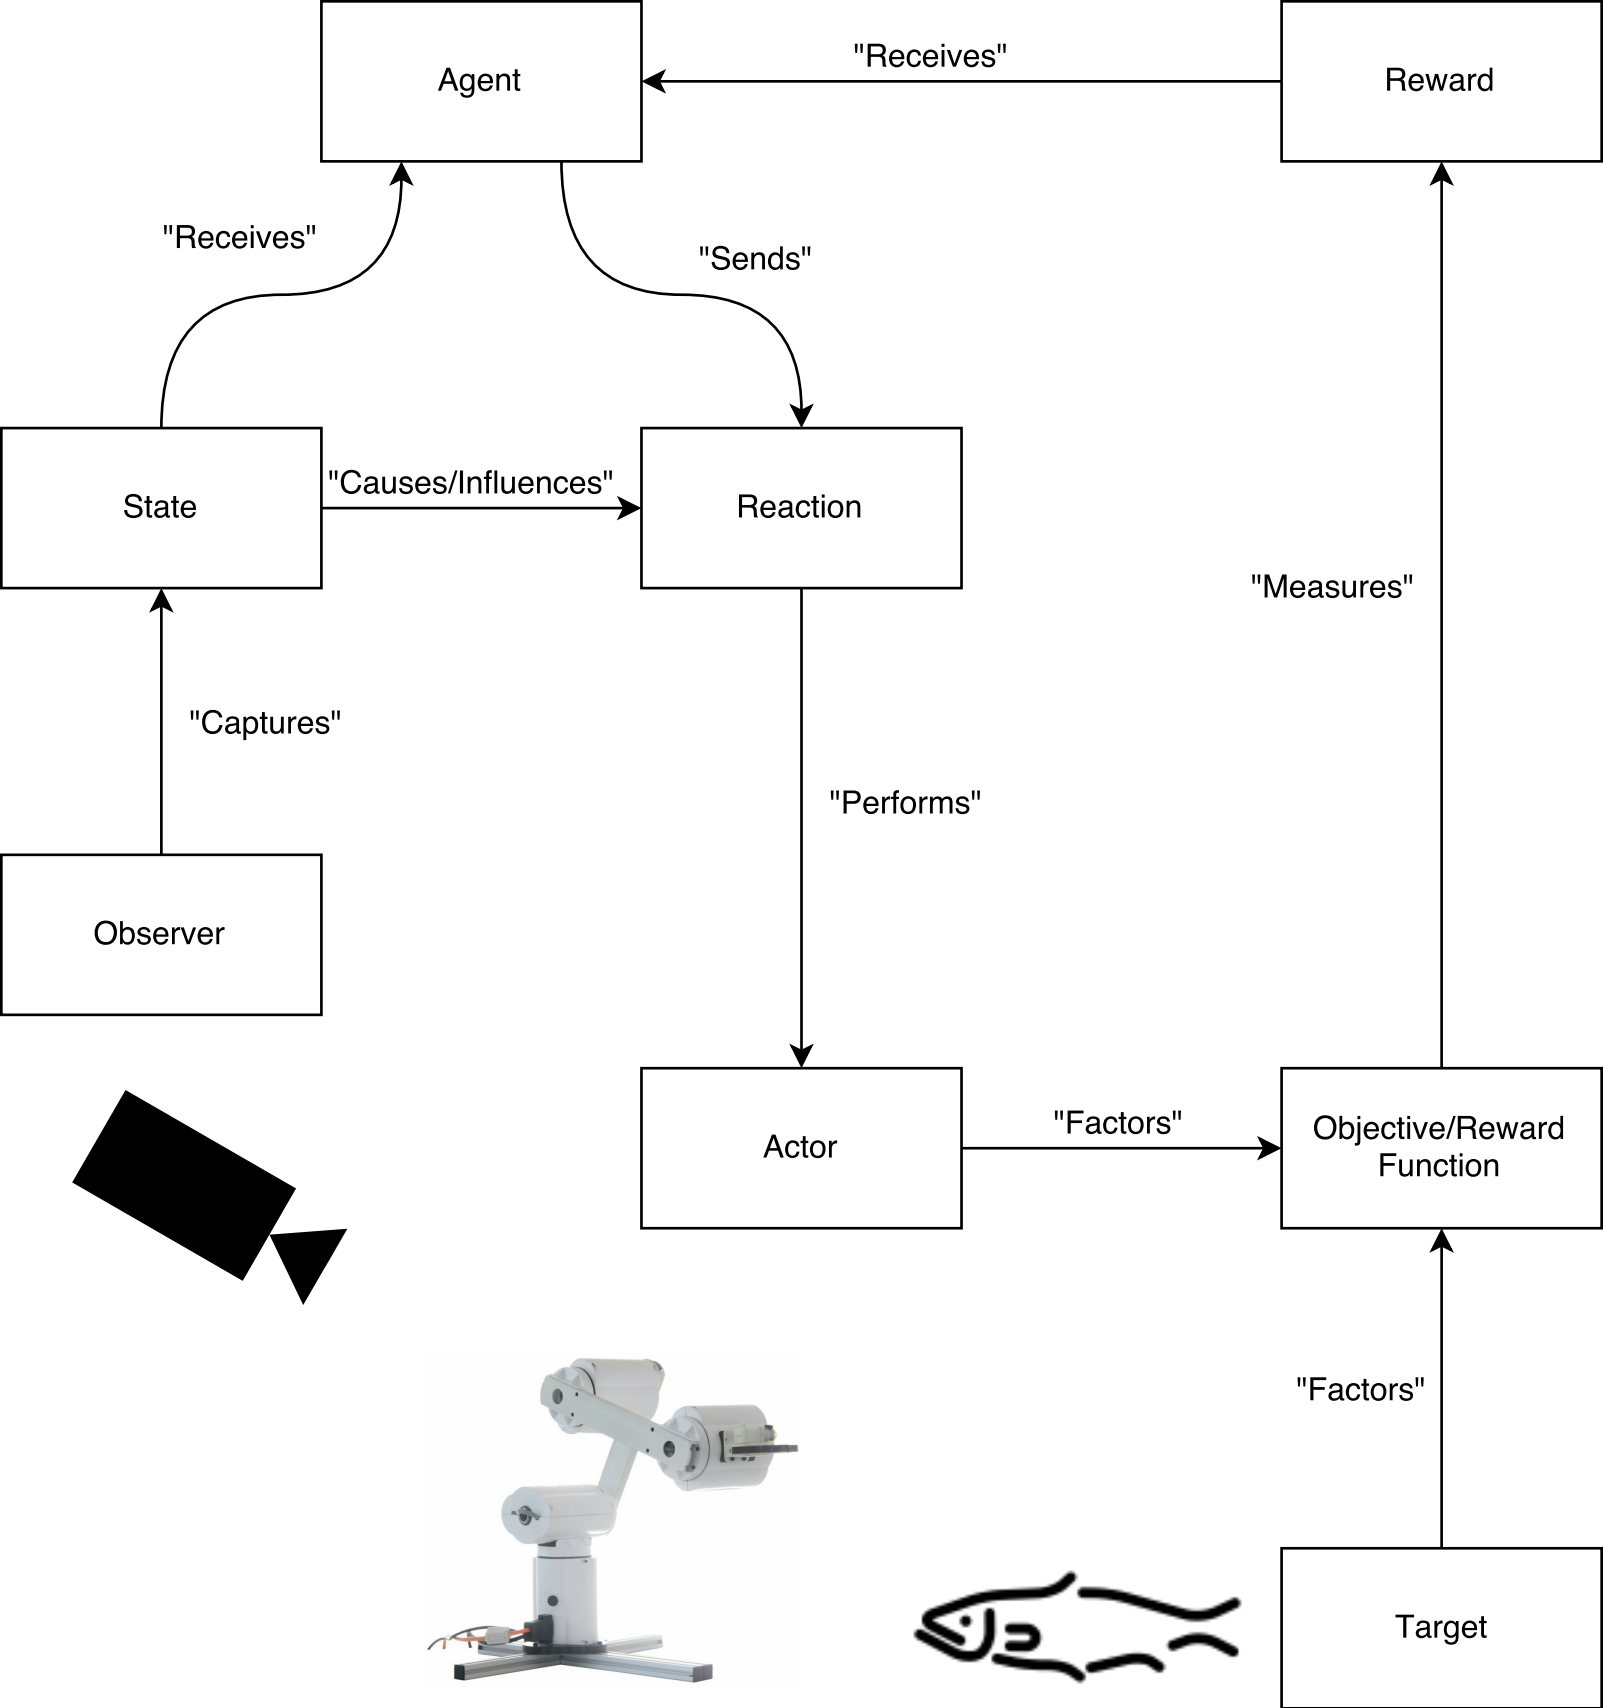 Agent
"Receives"
Reward
"Receives"
"Sends"
State
"Causes/Influences"
Reaction
"Measures"
"Captures"
"Performs"
Observer
Actor
"Factors"
Objective/Reward
Function
"Factors"
Target